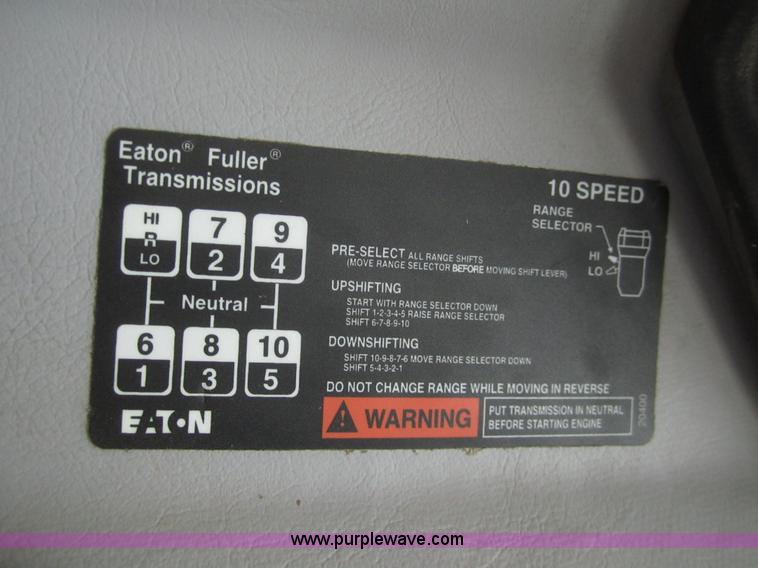 Eaton® Fuller®
Transmissions
10 SPEED
RANGE
SELECTOR
HI
LO
HI
R
LO
7
2
9
4
Neutral
6
1
8
3
10
5
EATON
PRE-SELECT ALL RANGE SHIFTS
(MOVE RANGE SELECTOR BEFORE MOVING SHIFT LEVER)
UPSHIFTING
START WITH RANGE SELECTOR DOWN
SHIFT 1-2-3-4-5 RAISE RANGE SELECTOR
SHIFT 6-7-8-9-10
DOWNSHIFTING
SHIFT 10-9-8-7-6 MOVE RANGE SELECTOR DOWN
SHIFT 5-4-3-2-1
DO NOT CHANGE RANGE WHILE MOVING IN REVERSE
WARNING
PUT TRANSMISSION IN NEUTRAL
BEFORE STARTING ENGINE
20400
www.purplewave.com